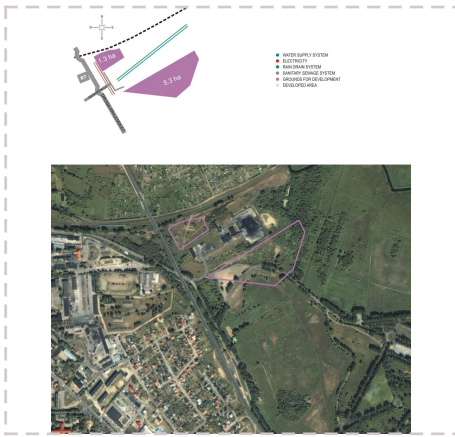 N
W
E
S
1.3 ha
5.3 ha
WATER SUPPLY SYSTEM
ELECTRICITY
RAIN DRAIN SYSTEM
SANITARY SEWAGE SYSTEM
GROUNDS FOR DEVELOPMENT
DEVELOPED AREA